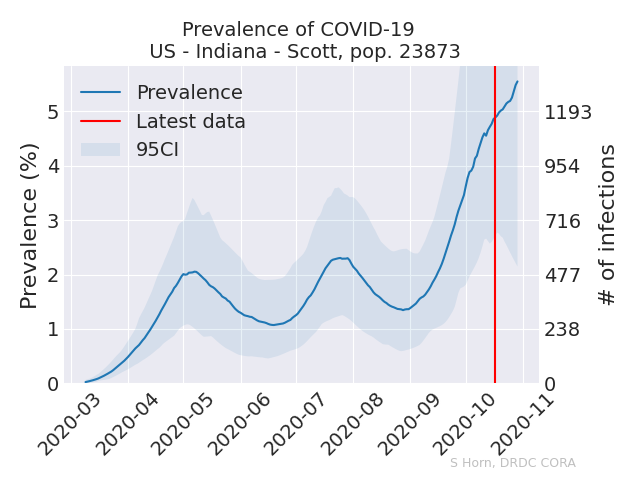 Prevalence of COVID-19
US - Indiana - Scott, pop. 23873
Prevalence
Latest data
95CI
Prevalence (%)
5
4
3
2
1
0
1193
954
716
477
238
0
# of infections
2020-03
2020-04
2020-05
2020-06
2020-07
2020-08
2020-09
2020-10
2020-11
S Horn, DRDC CORA